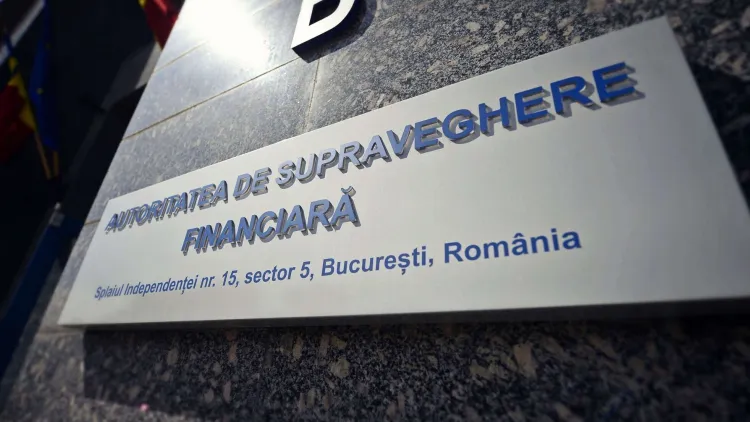 AUTORITATEA DE SUPRAVEGHERE
FINANCIARĂ
Splaiul Independenței nr. 15, sector 5, București, România